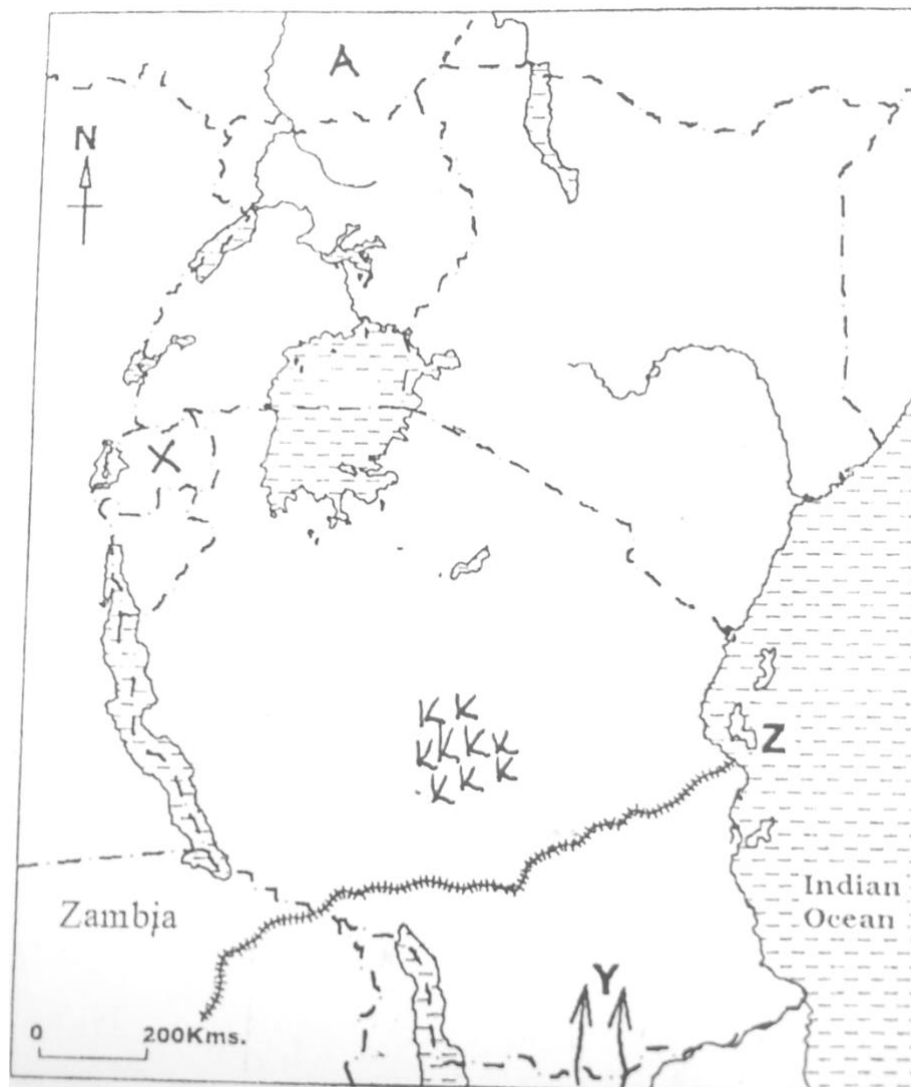 A
N
X
K K
K K K K
K K K
Z
Indian
Ocean
Zambia
Y
0 200Kms.